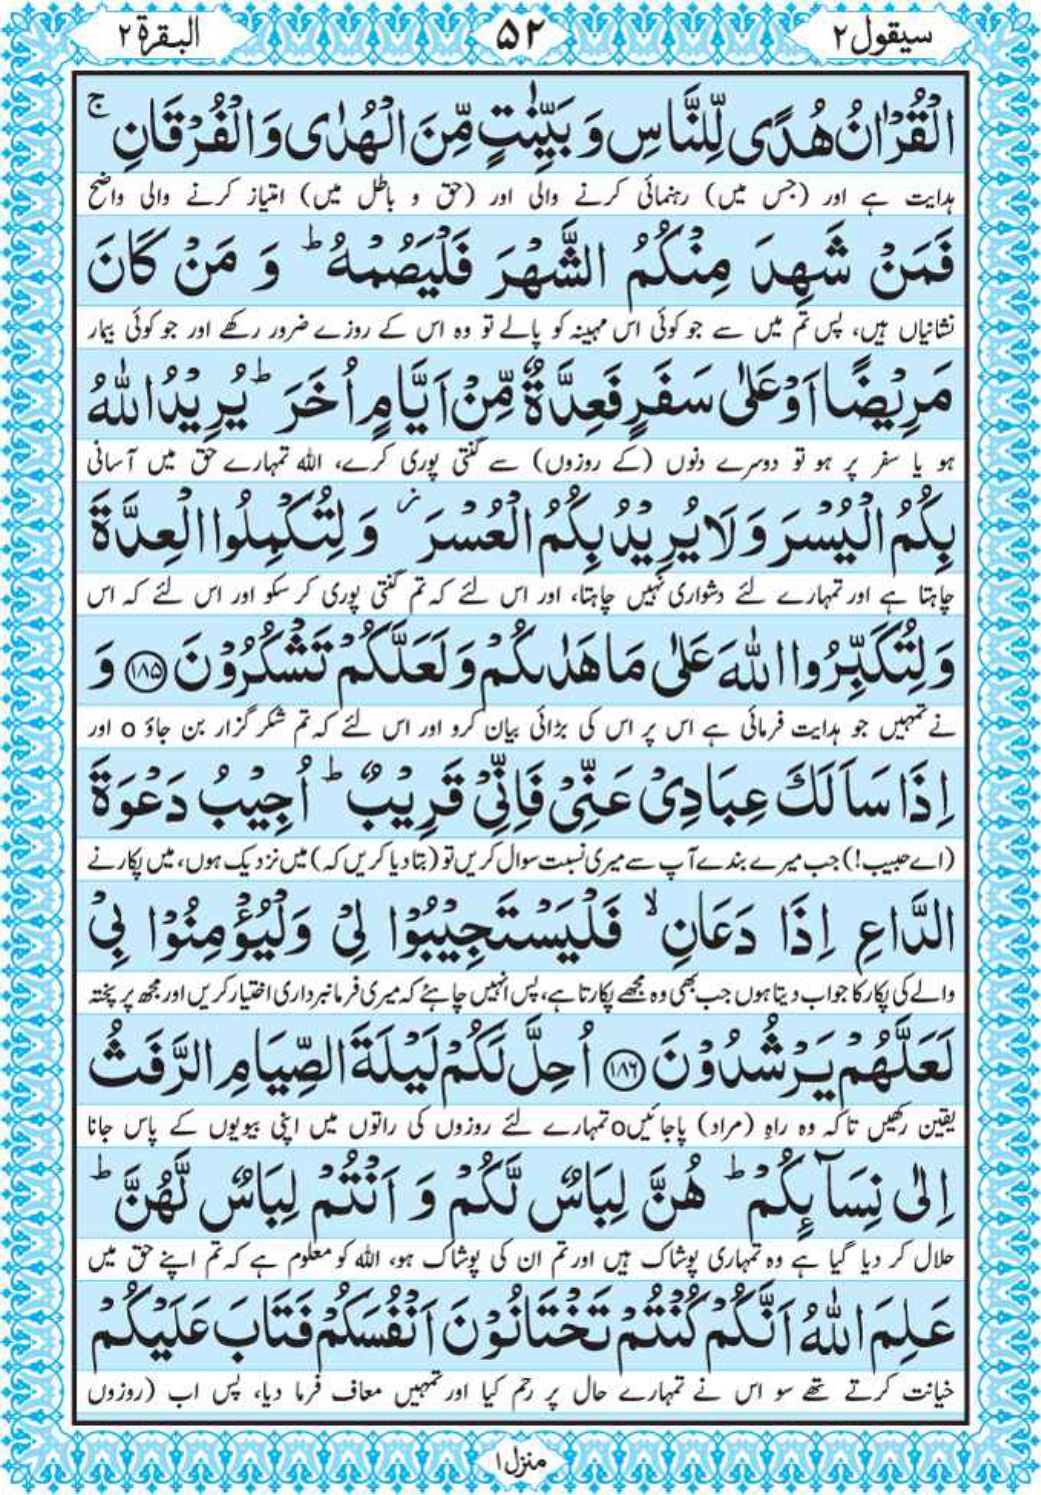 سیقول ۲
۵۲
البقرة ۲
الْقُرْاٰنُ هُدًی لِّلنَّاسِ وَ بَیِّنٰتٍ مِّنَ الْهُدٰی وَ الْفُرْقَانِ ۚ
ہدایت ہے اور (جس میں) رہنمائی کرنے والی اور (حق و باطل میں) امتیاز کرنے والی واضح
فَمَنْ شَهِدَ مِنْكُمُ الشَّهْرَ فَلْیَصُمْهُ ؕ وَ مَنْ كَانَ
نشانیاں ہیں، پس تم میں سے جو کوئی اس مہینہ کو پالے تو وہ اس کے روزے ضرور رکھے اور جو کوئی بیمار
مَرِیْضًا اَوْ عَلٰی سَفَرٍ فَعِدَّةٌ مِّنْ اَیَّامٍ اُخَرَ ؕ یُرِیْدُ اللّٰهُ
ہو یا سفر پر ہو تو دوسرے دنوں (کے روزوں) سے گنتی پوری کرے، اللہ تمہارے حق میں آسانی
بِكُمُ الْیُسْرَ وَ لَا یُرِیْدُ بِكُمُ الْعُسْرَ ؗ وَ لِتُكْمِلُوا الْعِدَّةَ
چاہتا ہے اور تمہارے لئے دشواری نہیں چاہتا، اور اس لئے کہ تم گنتی پوری کر سکو اور اس لئے کہ اس
وَ لِتُكَبِّرُوا اللّٰهَ عَلٰی مَا هَدٰىكُمْ وَ لَعَلَّكُمْ تَشْكُرُوْنَ ﴿۱۸۵﴾ وَ
نے تمہیں جو ہدایت فرمائی ہے اس پر اس کی بڑائی بیان کرو اور اس لئے کہ تم شکر گزار بن جاؤ o اور
اِذَا سَاَلَكَ عِبَادِیْ عَنِّیْ فَاِنِّیْ قَرِیْبٌ ؕ اُجِیْبُ دَعْوَةَ
(اے حبیب!) جب میرے بندے آپ سے میری نسبت سوال کریں تو (بتا دیا کریں کہ) میں نزدیک ہوں، میں پکارنے
الدَّاعِ اِذَا دَعَانِ ۙ فَلْیَسْتَجِیْبُوْا لِیْ وَلْیُؤْمِنُوْا بِیْ
والے کی پکار کا جواب دیتا ہوں جب بھی وہ مجھے پکارتا ہے، پس انہیں چاہئے کہ میری فرمانبرداری اختیار کریں اور مجھ پر پختہ
لَعَلَّهُمْ یَرْشُدُوْنَ ﴿۱۸۶﴾ اُحِلَّ لَكُمْ لَیْلَةَ الصِّیَامِ الرَّفَثُ
یقین رکھیں تاکہ وہ راہِ (مراد) پا جائیں o تمہارے لئے روزوں کی راتوں میں اپنی بیویوں کے پاس جانا
اِلٰی نِسَآىِٕكُمْ ؕ هُنَّ لِبَاسٌ لَّكُمْ وَ اَنْتُمْ لِبَاسٌ لَّهُنَّ ؕ
حلال کر دیا گیا ہے وہ تمہاری پوشاک ہیں اور تم ان کی پوشاک ہو، اللہ کو معلوم ہے کہ تم اپنے حق میں
عَلِمَ اللّٰهُ اَنَّكُمْ كُنْتُمْ تَخْتَانُوْنَ اَنْفُسَكُمْ فَتَابَ عَلَیْكُمْ
خیانت کرتے تھے سو اس نے تمہارے حال پر رحم کیا اور تمہیں معاف فرما دیا، پس اب (روزوں
منزل ۱